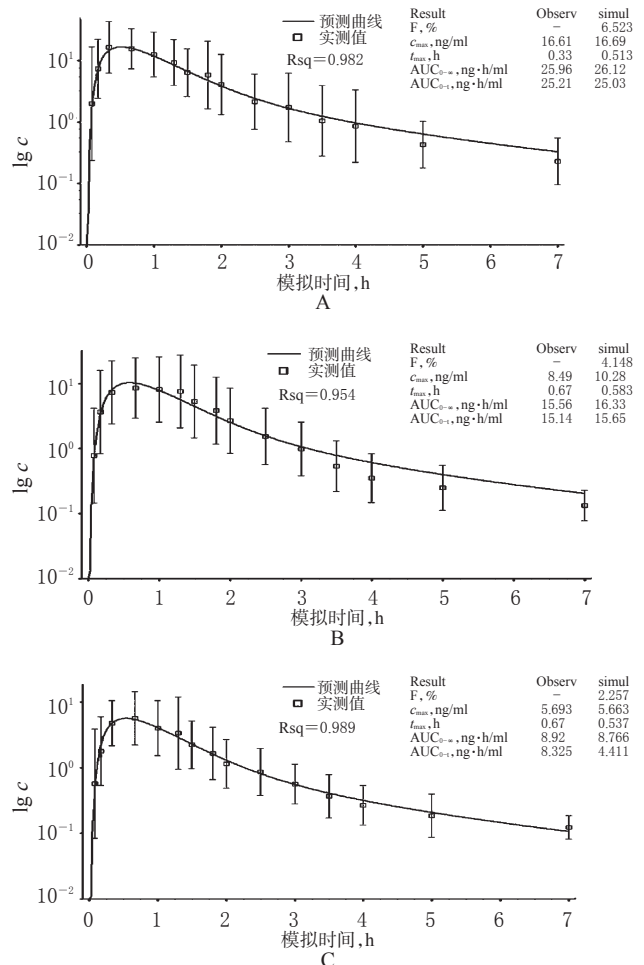 预测曲线
实测值
Rsq=0.982
Result Observ simul
F, % – 6.523
cmax, ng/ml 16.61 16.69
tmax, h 0.33 0.513
AUC0-∞, ng·h/ml 25.96 26.12
AUC0-t, ng·h/ml 25.21 25.03
lg c
10¹
10⁰
10⁻¹
10⁻²
0 1 2 3 4 5 6 7
模拟时间,h
A
预测曲线
实测值
Rsq=0.954
Result Observ simul
F, % – 4.148
cmax, ng/ml 8.49 10.28
tmax, h 0.67 0.583
AUC0-∞, ng·h/ml 15.56 16.33
AUC0-t, ng·h/ml 15.14 15.65
lg c
10¹
10⁰
10⁻¹
10⁻²
0 1 2 3 4 5 6 7
模拟时间,h
B
预测曲线
实测值
Rsq=0.989
Result Observ simul
F, % – 2.257
cmax, ng/ml 5.693 5.663
tmax, h 0.67 0.537
AUC0-∞, ng·h/ml 8.92 8.766
AUC0-t, ng·h/ml 8.325 4.411
lg c
10¹
10⁰
10⁻¹
10⁻²
0 1 2 3 4 5 6 7
模拟时间,h
C